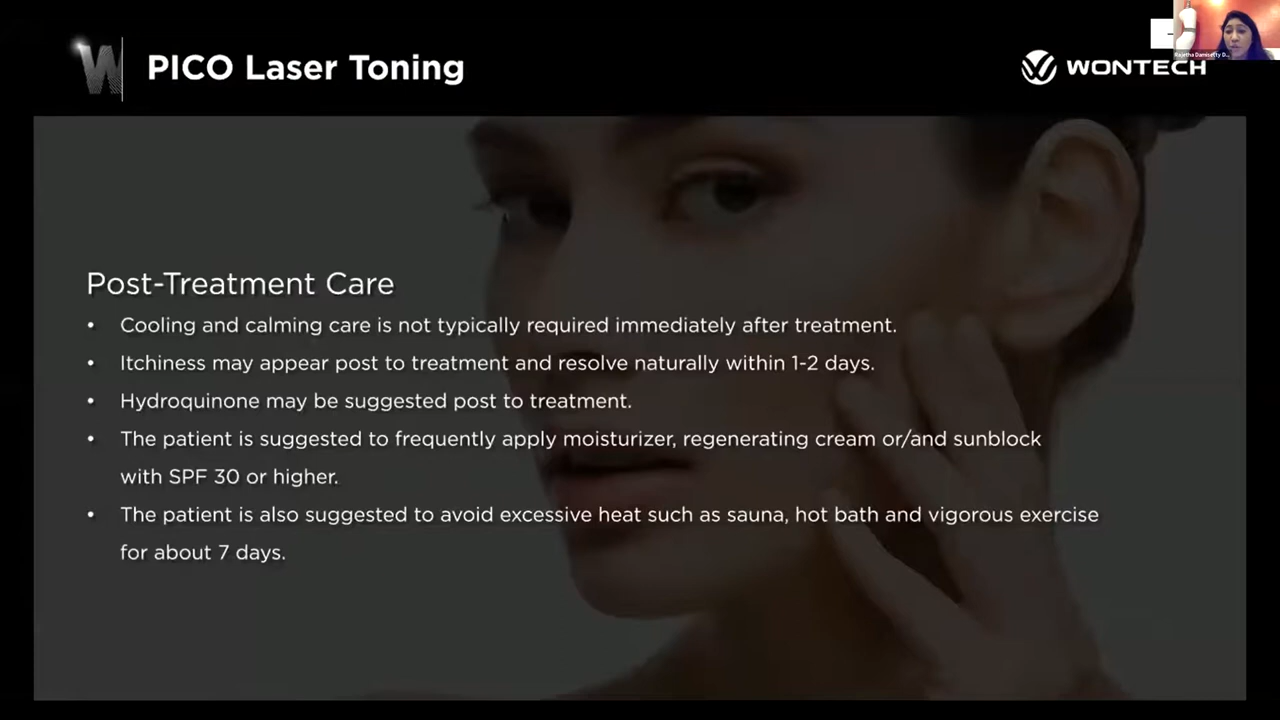 W
PICO Laser Toning
WONTECH
Post-Treatment Care
• Cooling and calming care is not typically required immediately after treatment.
• Itchiness may appear post to treatment and resolve naturally within 1-2 days.
• Hydroquinone may be suggested post to treatment.
• The patient is suggested to frequently apply moisturizer, regenerating cream or/and sunblock
with SPF 30 or higher.
• The patient is also suggested to avoid excessive heat such as sauna, hot bath and vigorous exercise
for about 7 days.